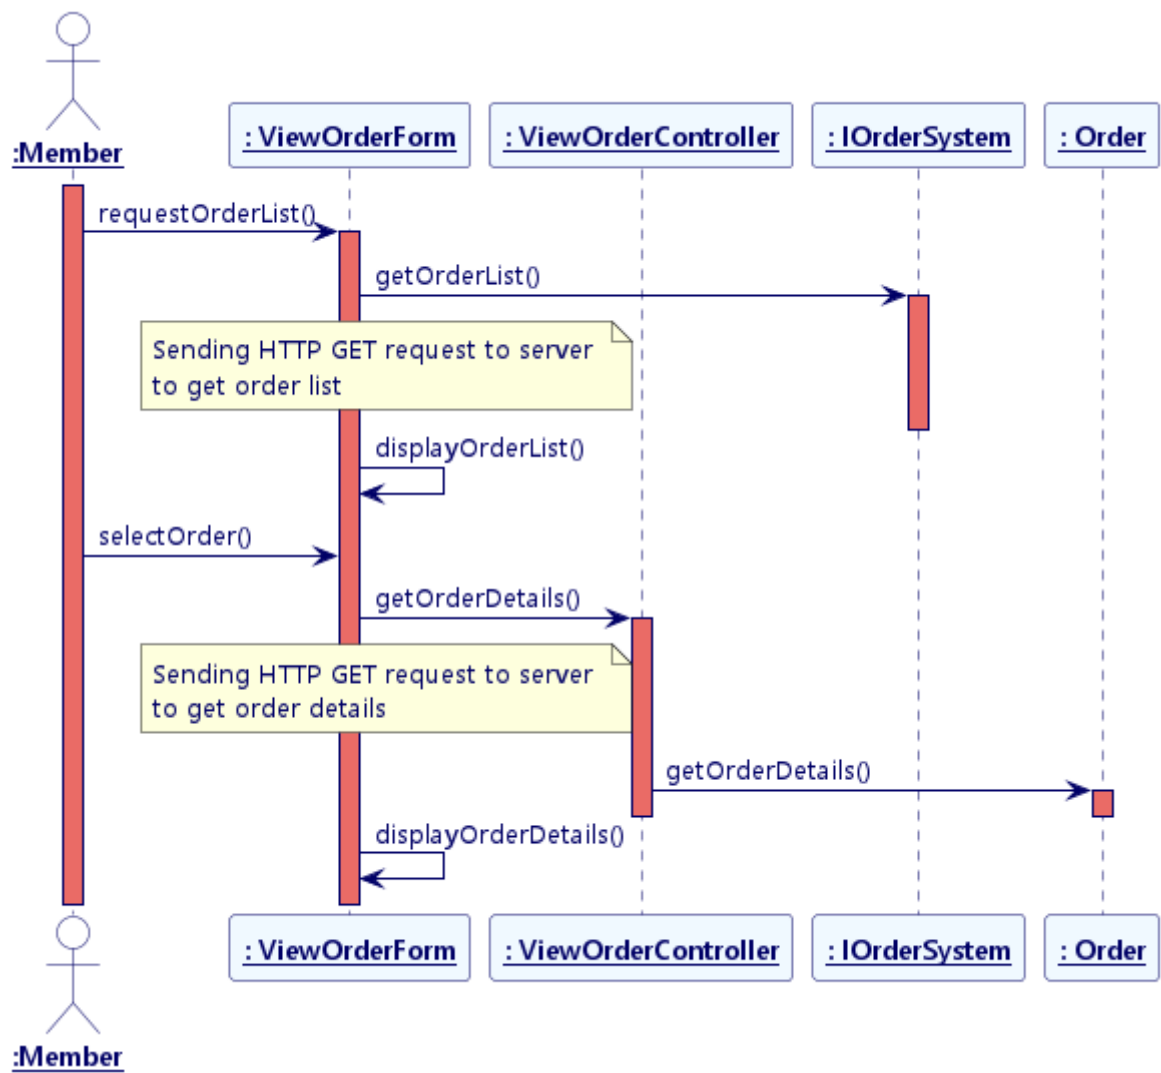 :Member
: ViewOrderForm
: ViewOrderController
: IOrderSystem
: Order
requestOrderList()
getOrderList()
Sending HTTP GET request to server
to get order list
displayOrderList()
selectOrder()
getOrderDetails()
Sending HTTP GET request to server
to get order details
getOrderDetails()
displayOrderDetails()
: ViewOrderForm
: ViewOrderController
: IOrderSystem
: Order
:Member